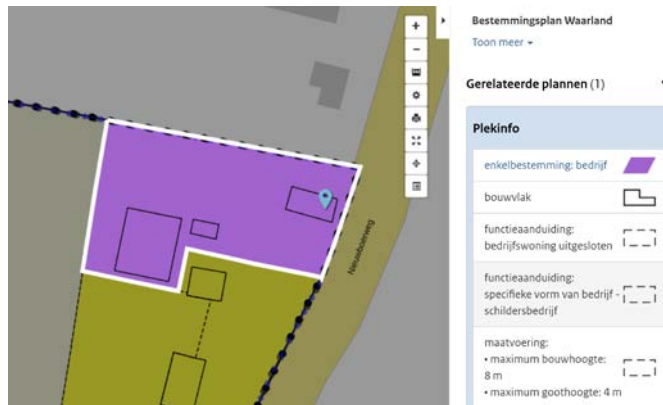 Bestemmingsplan Waarland
Toon meer
Gerelateerde plannen (1)
Plekinfo
enkelbestemming: bedrijf
bouwvlak
functieaanduiding:
bedrijfswoning uitgesloten
functieaanduiding:
specifieke vorm van bedrijf -
schildersbedrijf
maatvoering:
• maximum bouwhoogte:
8 m
• maximum goothoogte: 4 m
Nieuwboerweg